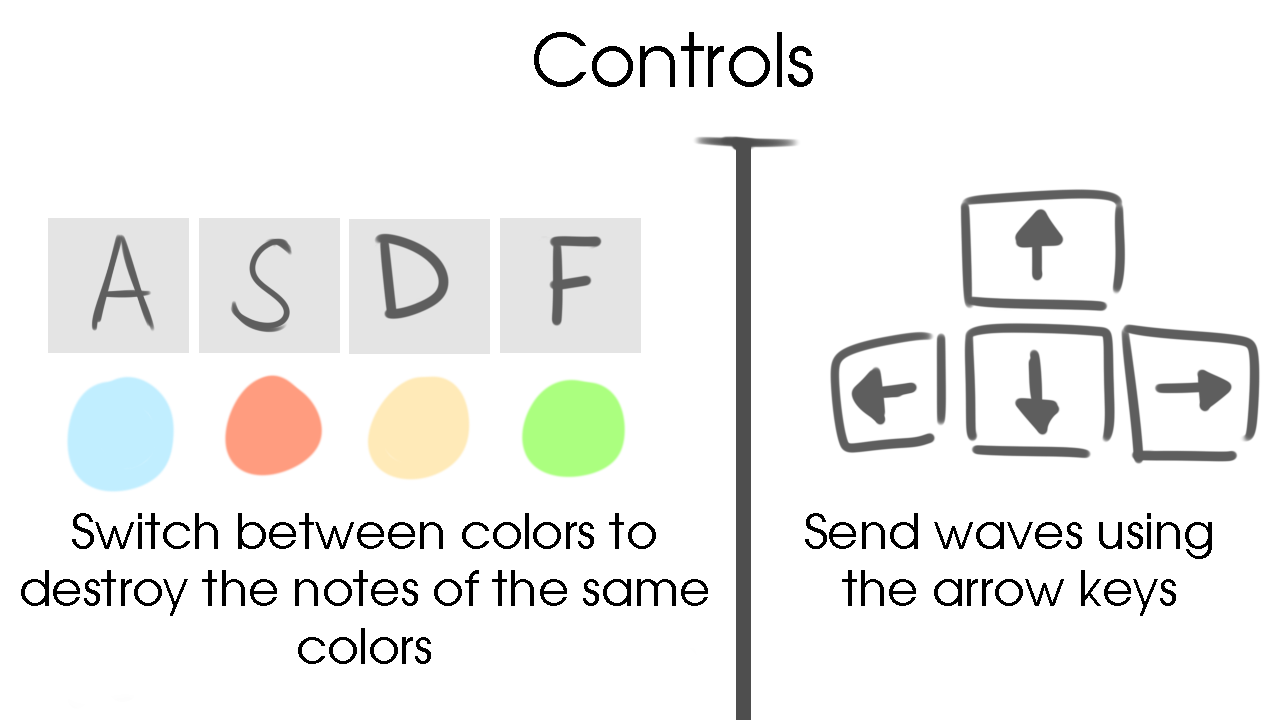 Controls
A S D F
Switch between colors to
destroy the notes of the same
colors
Send waves using
the arrow keys